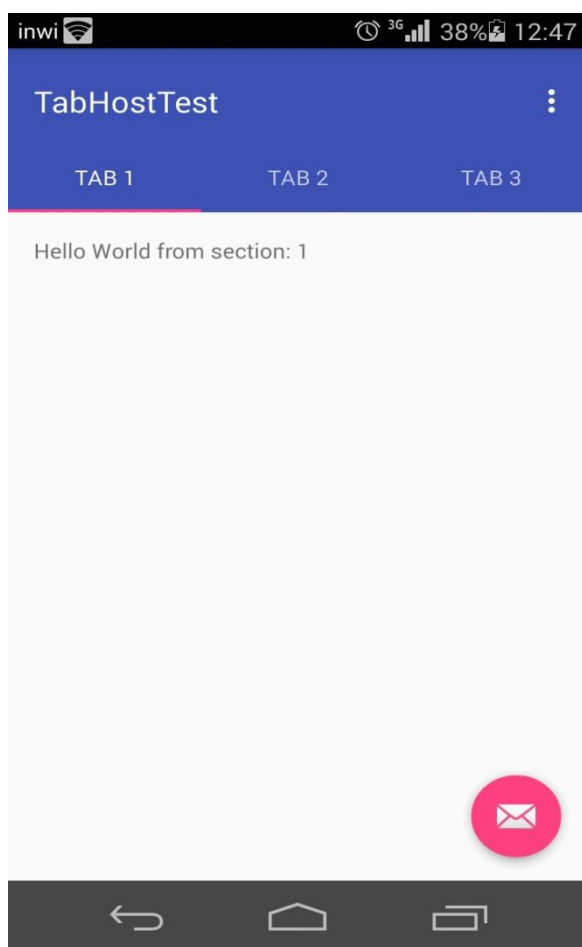 inwi 3G 38% 12:47
TabHostTest
TAB 1 TAB 2 TAB 3
Hello World from section: 1